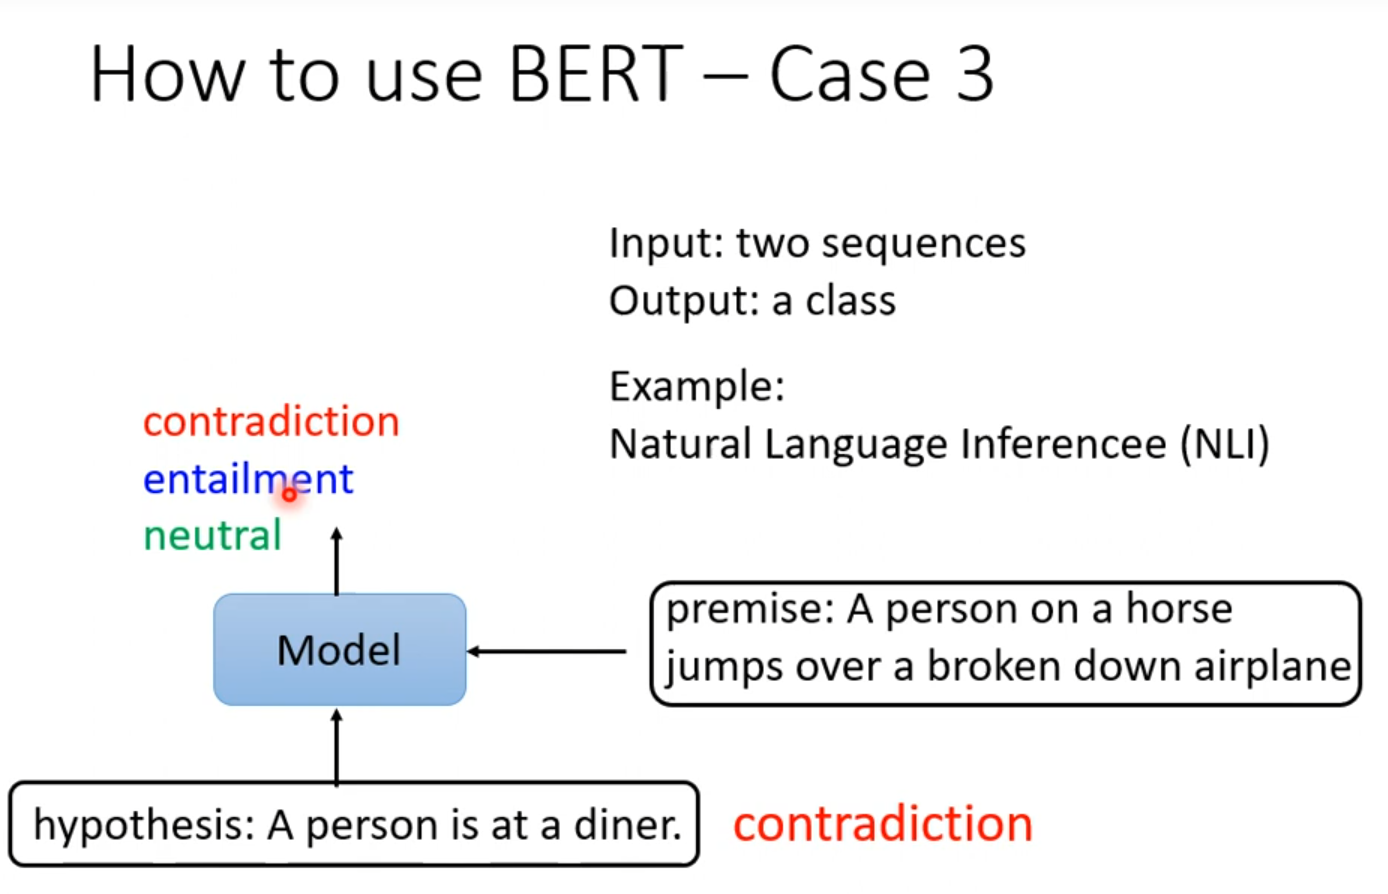 How to use BERT – Case 3
Input: two sequences
Output: a class
Example:
Natural Language Inferencee (NLI)
contradiction
entailment
neutral
Model
premise: A person on a horse
jumps over a broken down airplane
hypothesis: A person is at a diner.
contradiction